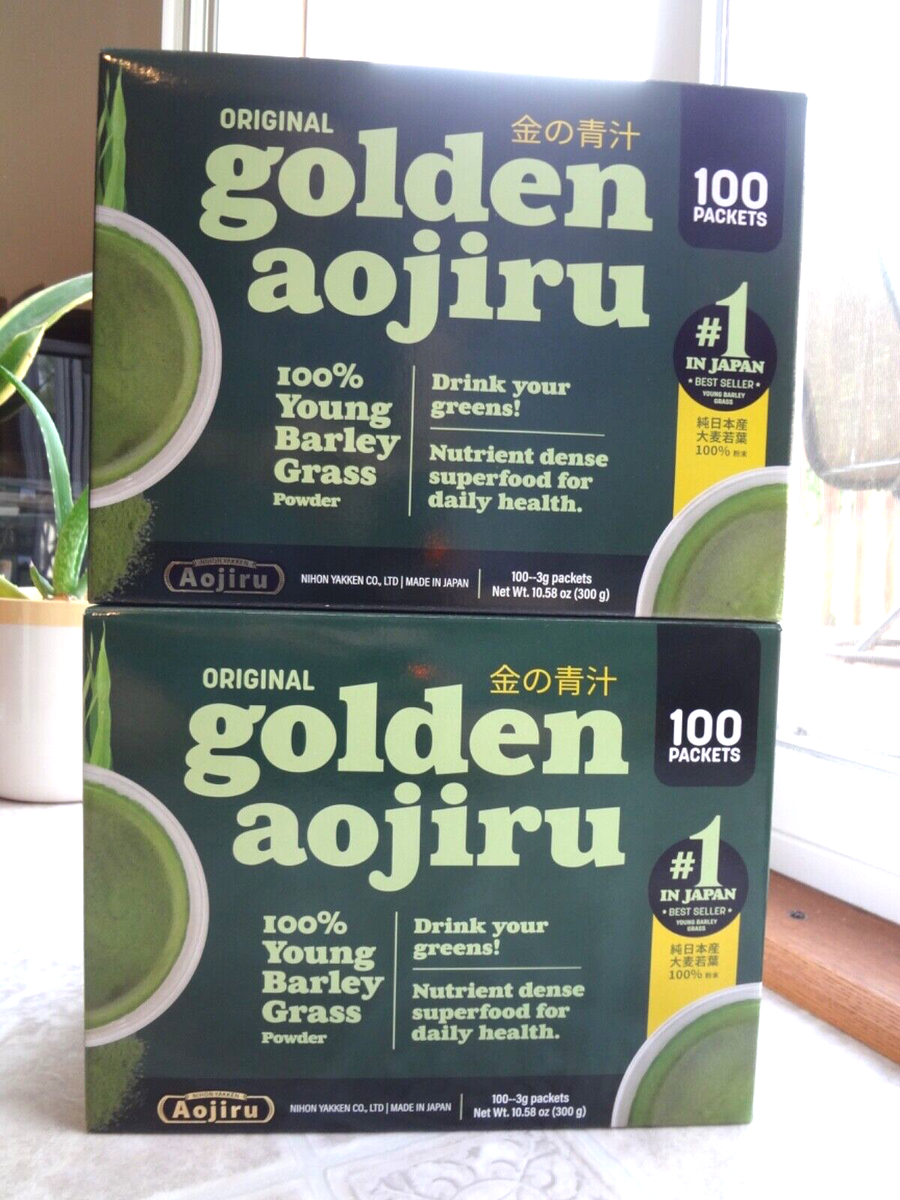 ORIGINAL
金の青汁
golden
aojiru
100
PACKETS
#1
IN JAPAN
• BEST SELLER •
YOUNG BARLEY
GRASS
純日本産
大麦若葉
100% 粉末
100%
Young
Barley
Grass
Powder
Drink your
greens!
Nutrient dense
superfood for
daily health.
NIHON YAKKEN
Aojiru
NIHON YAKKEN CO., LTD | MADE IN JAPAN
100--3g packets
Net Wt. 10.58 oz (300 g)
ORIGINAL
金の青汁
golden
aojiru
100
PACKETS
#1
IN JAPAN
• BEST SELLER •
YOUNG BARLEY
GRASS
純日本産
大麦若葉
100% 粉末
100%
Young
Barley
Grass
Powder
Drink your
greens!
Nutrient dense
superfood for
daily health.
NIHON YAKKEN
Aojiru
NIHON YAKKEN CO., LTD | MADE IN JAPAN
100--3g packets
Net Wt. 10.58 oz (300 g)